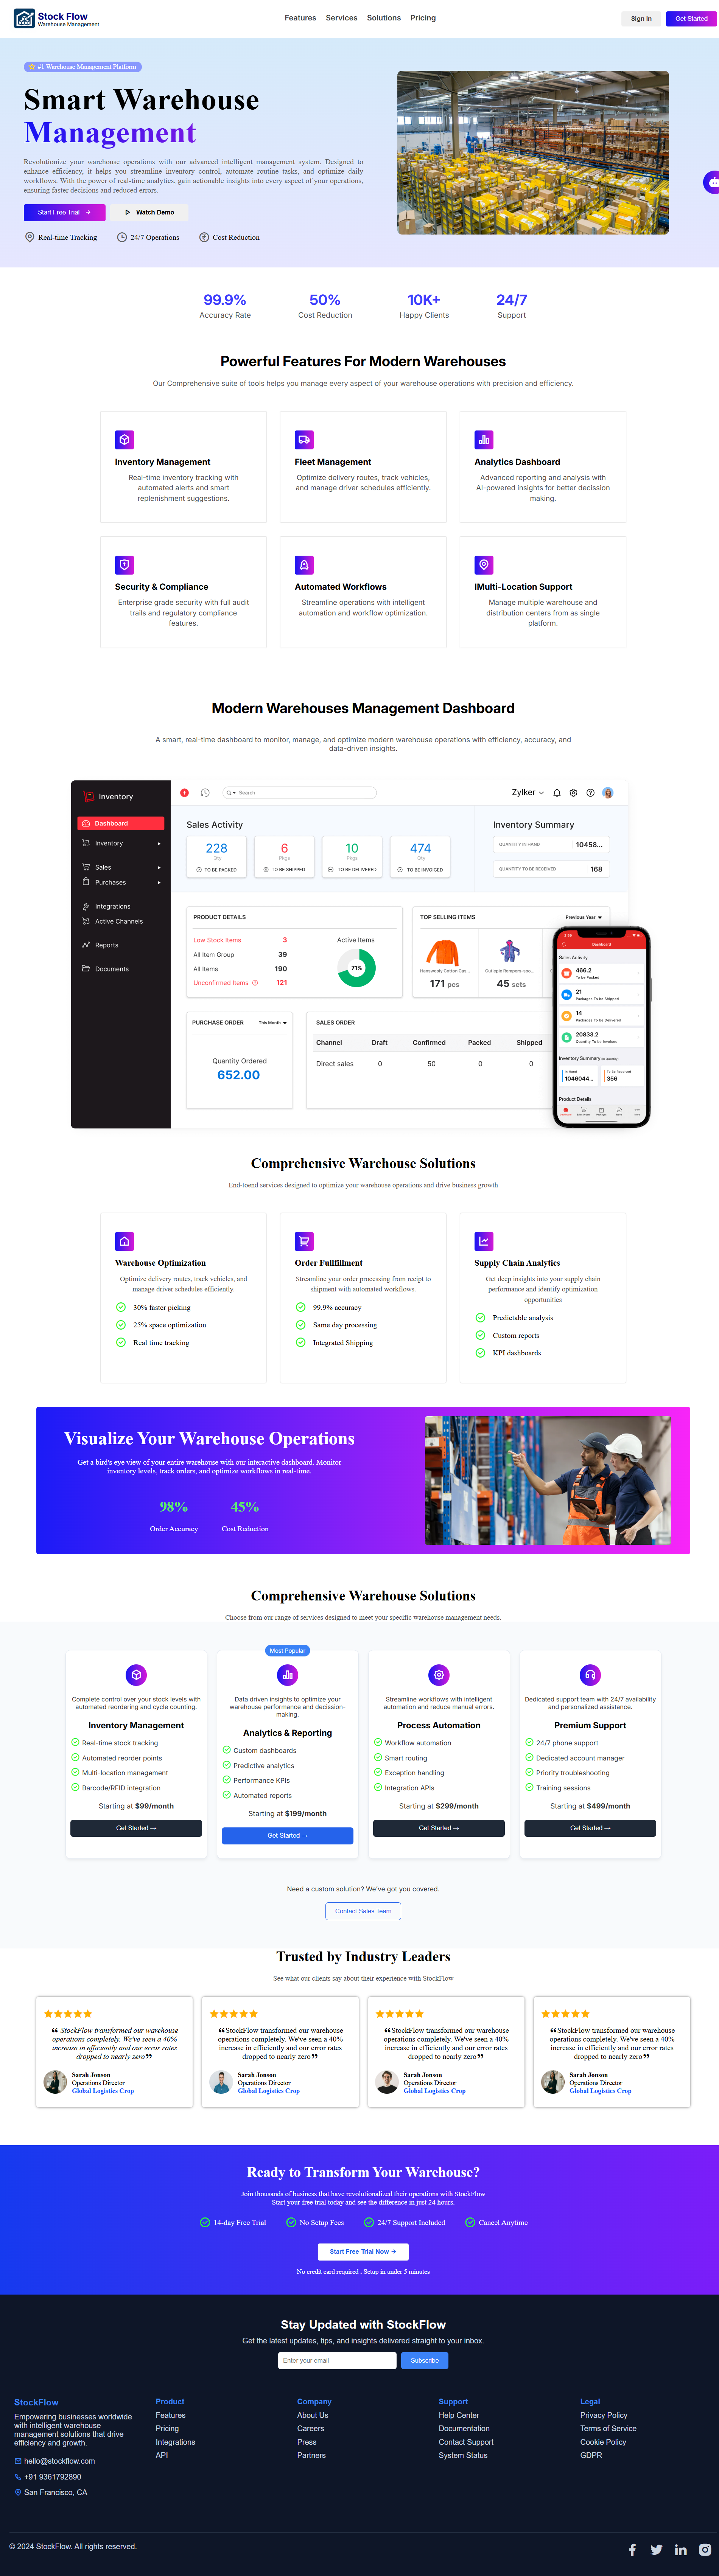 Stock Flow
Warehouse Management
Features Services Solutions Pricing
Sign In
Get Started
⭐ #1 Warehouse Management Platform
Smart Warehouse
Management
Revolutionize your warehouse operations with our advanced intelligent management system. Designed to
enhance efficiency, it helps you streamline inventory control, automate routine tasks, and optimize daily
workflows. With the power of real-time analytics, gain actionable insights into every aspect of your operations,
ensuring faster decisions and reduced errors.
Start Free Trial →
Watch Demo
Real-time Tracking
24/7 Operations
Cost Reduction
99.9% 50% 10K+ 24/7
Accuracy Rate Cost Reduction Happy Clients Support
Powerful Features For Modern Warehouses
Our Comprehensive suite of tools helps you manage every aspect of your warehouse operations with precision and efficiency.
Inventory Management
Real-time inventory tracking with
automated alerts and smart
replenishment suggestions.
Fleet Management
Optimize delivery routes, track vehicles,
and manage driver schedules efficiently.
Analytics Dashboard
Advanced reporting and analysis with
AI-powered insights for better decision
making.
Security & Compliance
Enterprise grade security with full audit
trails and regulatory compliance
features.
Automated Workflows
Streamline operations with intelligent
automation and workflow optimization.
IMulti-Location Support
Manage multiple warehouse and
distribution centers from as single
platform.
Modern Warehouses Management Dashboard
A smart, real-time dashboard to monitor, manage, and optimize modern warehouse operations with efficiency, accuracy, and
data-driven insights.
Inventory
Dashboard
Inventory
Sales
Purchases
Integrations
Active Channels
Reports
Documents
Search
Zylker
Sales Activity
228 6 10 474
Qty Pkgs Pkgs Qty
TO BE PACKED TO BE SHIPPED TO BE DELIVERED TO BE INVOICED
Inventory Summary
QUANTITY IN HAND 10458...
QUANTITY TO BE RECEIVED 168
PRODUCT DETAILS
Low Stock Items 3
All Item Group 39
All Items 190
Unconfirmed Items 121
Active Items
71%
TOP SELLING ITEMS
Previous Year
Hanswooly Cotton Cas...
171 pcs
Cutiepie Rompers-spo...
45 sets
PURCHASE ORDER This Month
Quantity Ordered
652.00
SALES ORDER
Channel Draft Confirmed Packed Shipped
Direct sales 0 50 0 0
2:58
Dashboard
Sales Activity
466.2
To be Packed
21
Packages To be Shipped
14
Packages To be Delivered
20833.2
Quantity To be Invoiced
Inventory Summary (In Quantity)
In Hand
1046044...
To Be Received
356
Product Details
Comprehensive Warehouse Solutions
End-toend services designed to optimize your warehouse operations and drive business growth
Warehouse Optimization
Optimize delivery routes, track vehicles, and
manage driver schedules efficiently.
30% faster picking
25% space optimization
Real time tracking
Order Fullfillment
Streamline your order processing from recipt to
shipment with automated workflows.
99.9% accuracy
Same day processing
Integrated Shipping
Supply Chain Analytics
Get deep insights into your supply chain
performance and identify optimization
opportunities
Predictable analysis
Custom reports
KPI dashboards
Visualize Your Warehouse Operations
Get a bird's eye view of your entire warehouse with our interactive dashboard. Monitor
inventory levels, track orders, and optimize workflows in real-time.
98% 45%
Order Accuracy Cost Reduction
Comprehensive Warehouse Solutions
Choose from our range of services designed to meet your specific warehouse management needs.
Complete control over your stock levels with
automated reordering and cycle counting.
Inventory Management
Real-time stock tracking
Automated reorder points
Multi-location management
Barcode/RFID integration
Starting at $99/month
Get Started →
Most Popular
Data driven insights to optimize your
warehouse performance and decission-
making.
Analytics & Reporting
Custom dashboards
Predictive analytics
Performance KPIs
Automated reports
Starting at $199/month
Get Started →
Streamline workflows with intelligent
automation and reduce manual errors.
Process Automation
Workflow automation
Smart routing
Exception handling
Integration APIs
Starting at $299/month
Get Started →
Dedicated support team with 24/7 availability
and personalized assistance.
Premium Support
24/7 phone support
Dedicated account manager
Priority troubleshooting
Training sessions
Starting at $499/month
Get Started →
Need a custom solution? We've got you covered.
Contact Sales Team
Trusted by Industry Leaders
See what our clients say about their experience with StockFlow
❝ StockFlow transformed our warehouse
operations completely. We've seen a 40%
increase in efficiently and our error rates
dropped to nearly zero❞
Sarah Jonson
Operations Director
Global Logistics Crop
❝StockFlow transformed our warehouse
operations completely. We've seen a 40%
increase in efficiently and our error rates
dropped to nearly zero❞
Sarah Jonson
Operations Director
Global Logistics Crop
❝StockFlow transformed our warehouse
operations completely. We've seen a 40%
increase in efficiently and our error rates
dropped to nearly zero❞
Sarah Jonson
Operations Director
Global Logistics Crop
❝StockFlow transformed our warehouse
operations completely. We've seen a 40%
increase in efficiently and our error rates
dropped to nearly zero❞
Sarah Jonson
Operations Director
Global Logistics Crop
Ready to Transform Your Warehouse?
Join thousands of business that have revolutionalized their operations with StockFlow
Start your free trial today and see the difference in just 24 hours.
14-day Free Trial No Setup Fees 24/7 Support Included Cancel Anytime
Start Free Trial Now →
No credit card required . Setup in under 5 minutes
Stay Updated with StockFlow
Get the latest updates, tips, and insights delivered straight to your inbox.
Enter your email
Subscribe
StockFlow
Empowering businesses worldwide
with intelligent warehouse
management solutions that drive
efficiency and growth.
hello@stockflow.com
+91 9361792890
San Francisco, CA
Product
Features
Pricing
Integrations
API
Company
About Us
Careers
Press
Partners
Support
Help Center
Documentation
Contact Support
System Status
Legal
Privacy Policy
Terms of Service
Cookie Policy
GDPR
© 2024 StockFlow. All rights reserved.